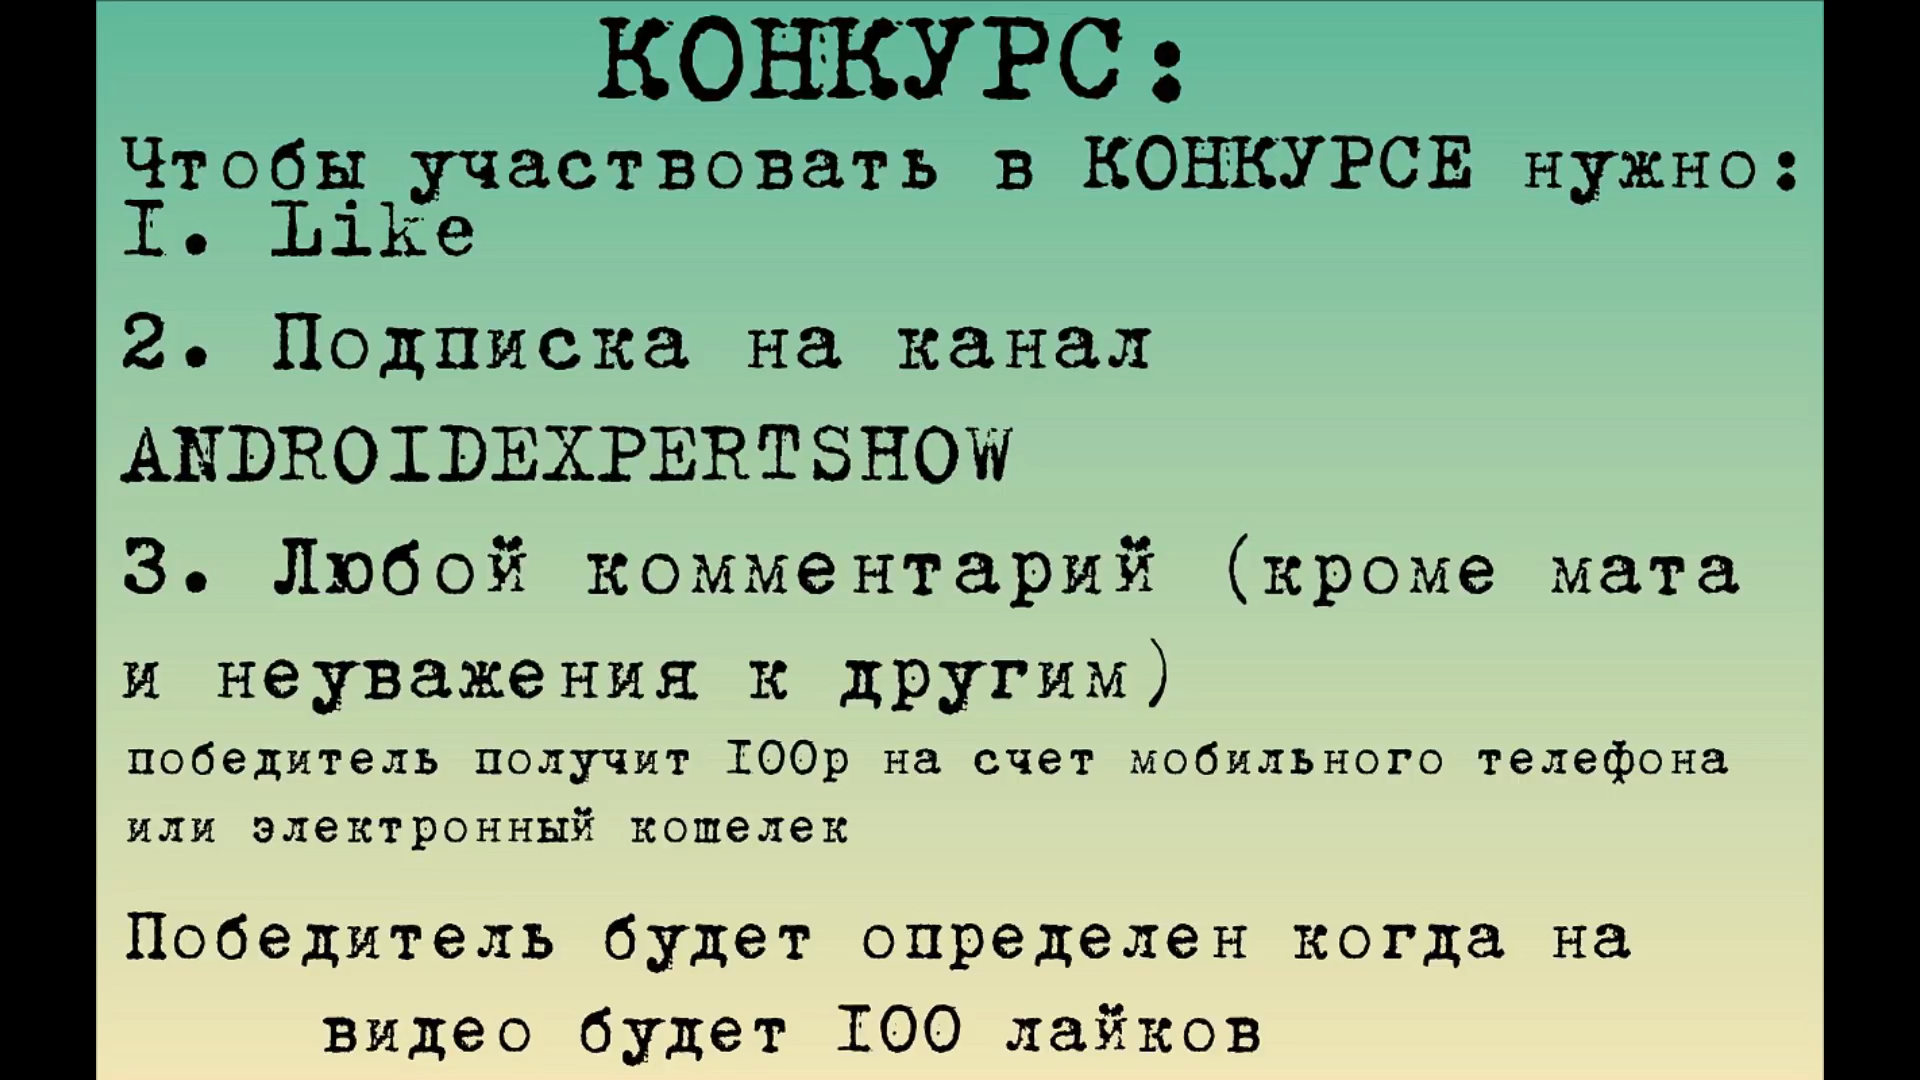 КОНКУРС:
Чтобы участвовать в КОНКУРСЕ нужно:
I. Like
2. Подписка на канал
ANDROIDEXPERTSHOW
3. Любой комментарий (кроме мата
и неуважения к другим)
победитель получит I00р на счет мобильного телефона
или электронный кошелек
Победитель будет определен когда на
видео будет I00 лайков